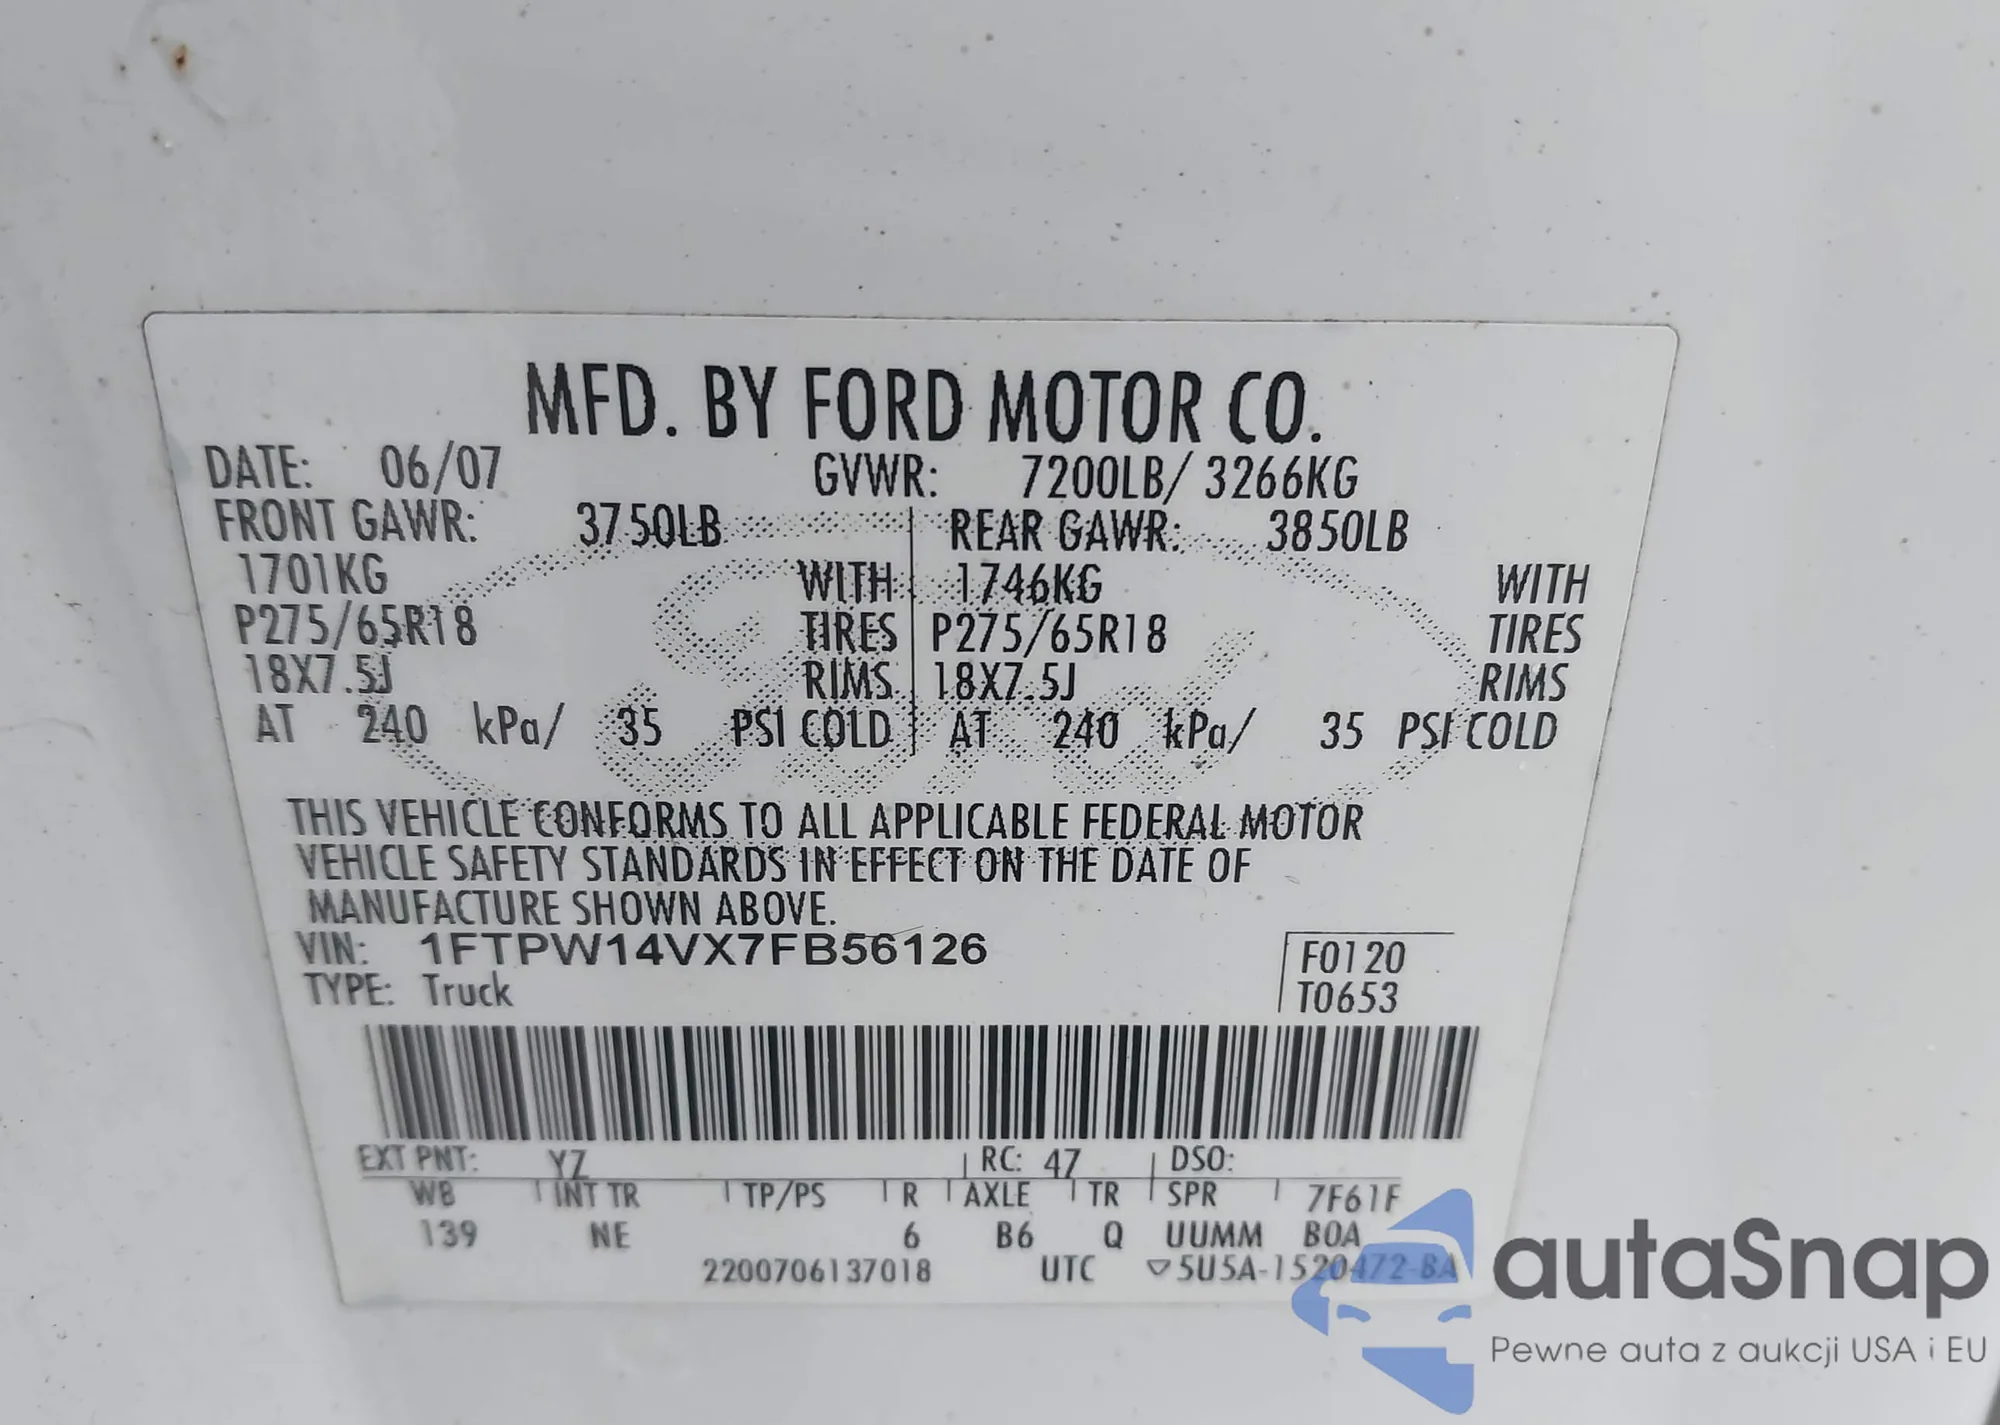 MFD. BY FORD MOTOR CO.
DATE: 06/07 GVWR: 7200LB/ 3266KG
FRONT GAWR: 3750LB REAR GAWR: 3850LB
1701KG WITH 1746KG WITH
P275/65R18 TIRES P275/65R18 TIRES
18X7.5J RIMS 18X7.5J RIMS
AT 240 kPa/ 35 PSI COLD AT 240 kPa/ 35 PSI COLD
THIS VEHICLE CONFORMS TO ALL APPLICABLE FEDERAL MOTOR
VEHICLE SAFETY STANDARDS IN EFFECT ON THE DATE OF
MANUFACTURE SHOWN ABOVE.
VIN: 1FTPW14VX7FB56126
TYPE: Truck
F0120
T0653
EXT PNT: YZ RC: 47 DSO:
WB INT TR TP/PS R AXLE TR SPR 7F61F
139 NE 6 B6 Q UUMM BOA
2200706137018 UTC ▽5U5A-1520472-BA
Ford
autaSnap
Pewne auta z aukcji USA i EU